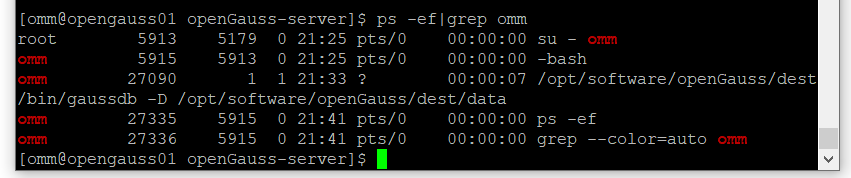 [omm@opengauss01 openGauss-server]$ ps -ef|grep omm
root      5913  5179  0 21:25 pts/0    00:00:00 su - omm
omm       5915  5913  0 21:25 pts/0    00:00:00 -bash
omm      27090     1  1 21:33 ?        00:00:07 /opt/software/openGauss/dest
/bin/gaussdb -D /opt/software/openGauss/dest/data
omm      27335  5915  0 21:41 pts/0    00:00:00 ps -ef
omm      27336  5915  0 21:41 pts/0    00:00:00 grep --color=auto omm
[omm@opengauss01 openGauss-server]$